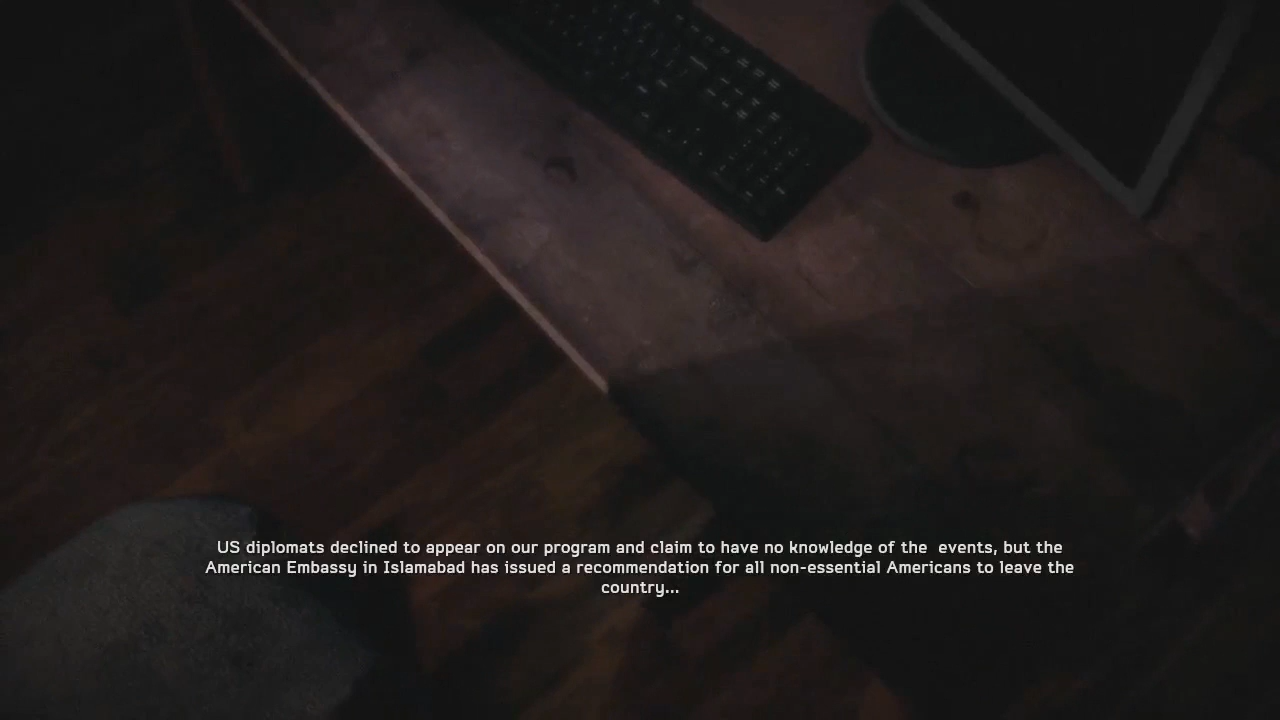 US diplomats declined to appear on our program and claim to have no knowledge of the  events, but the
American Embassy in Islamabad has issued a recommendation for all non-essential Americans to leave the
country...